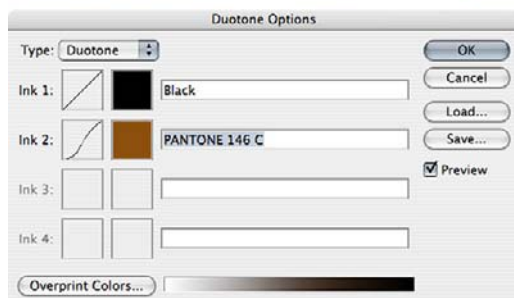 Duotone Options
Type: Duotone
OK
Cancel
Ink 1: Black
Load...
Ink 2: PANTONE 146 C
Save...
Preview
Ink 3:
Ink 4:
Overprint Colors...